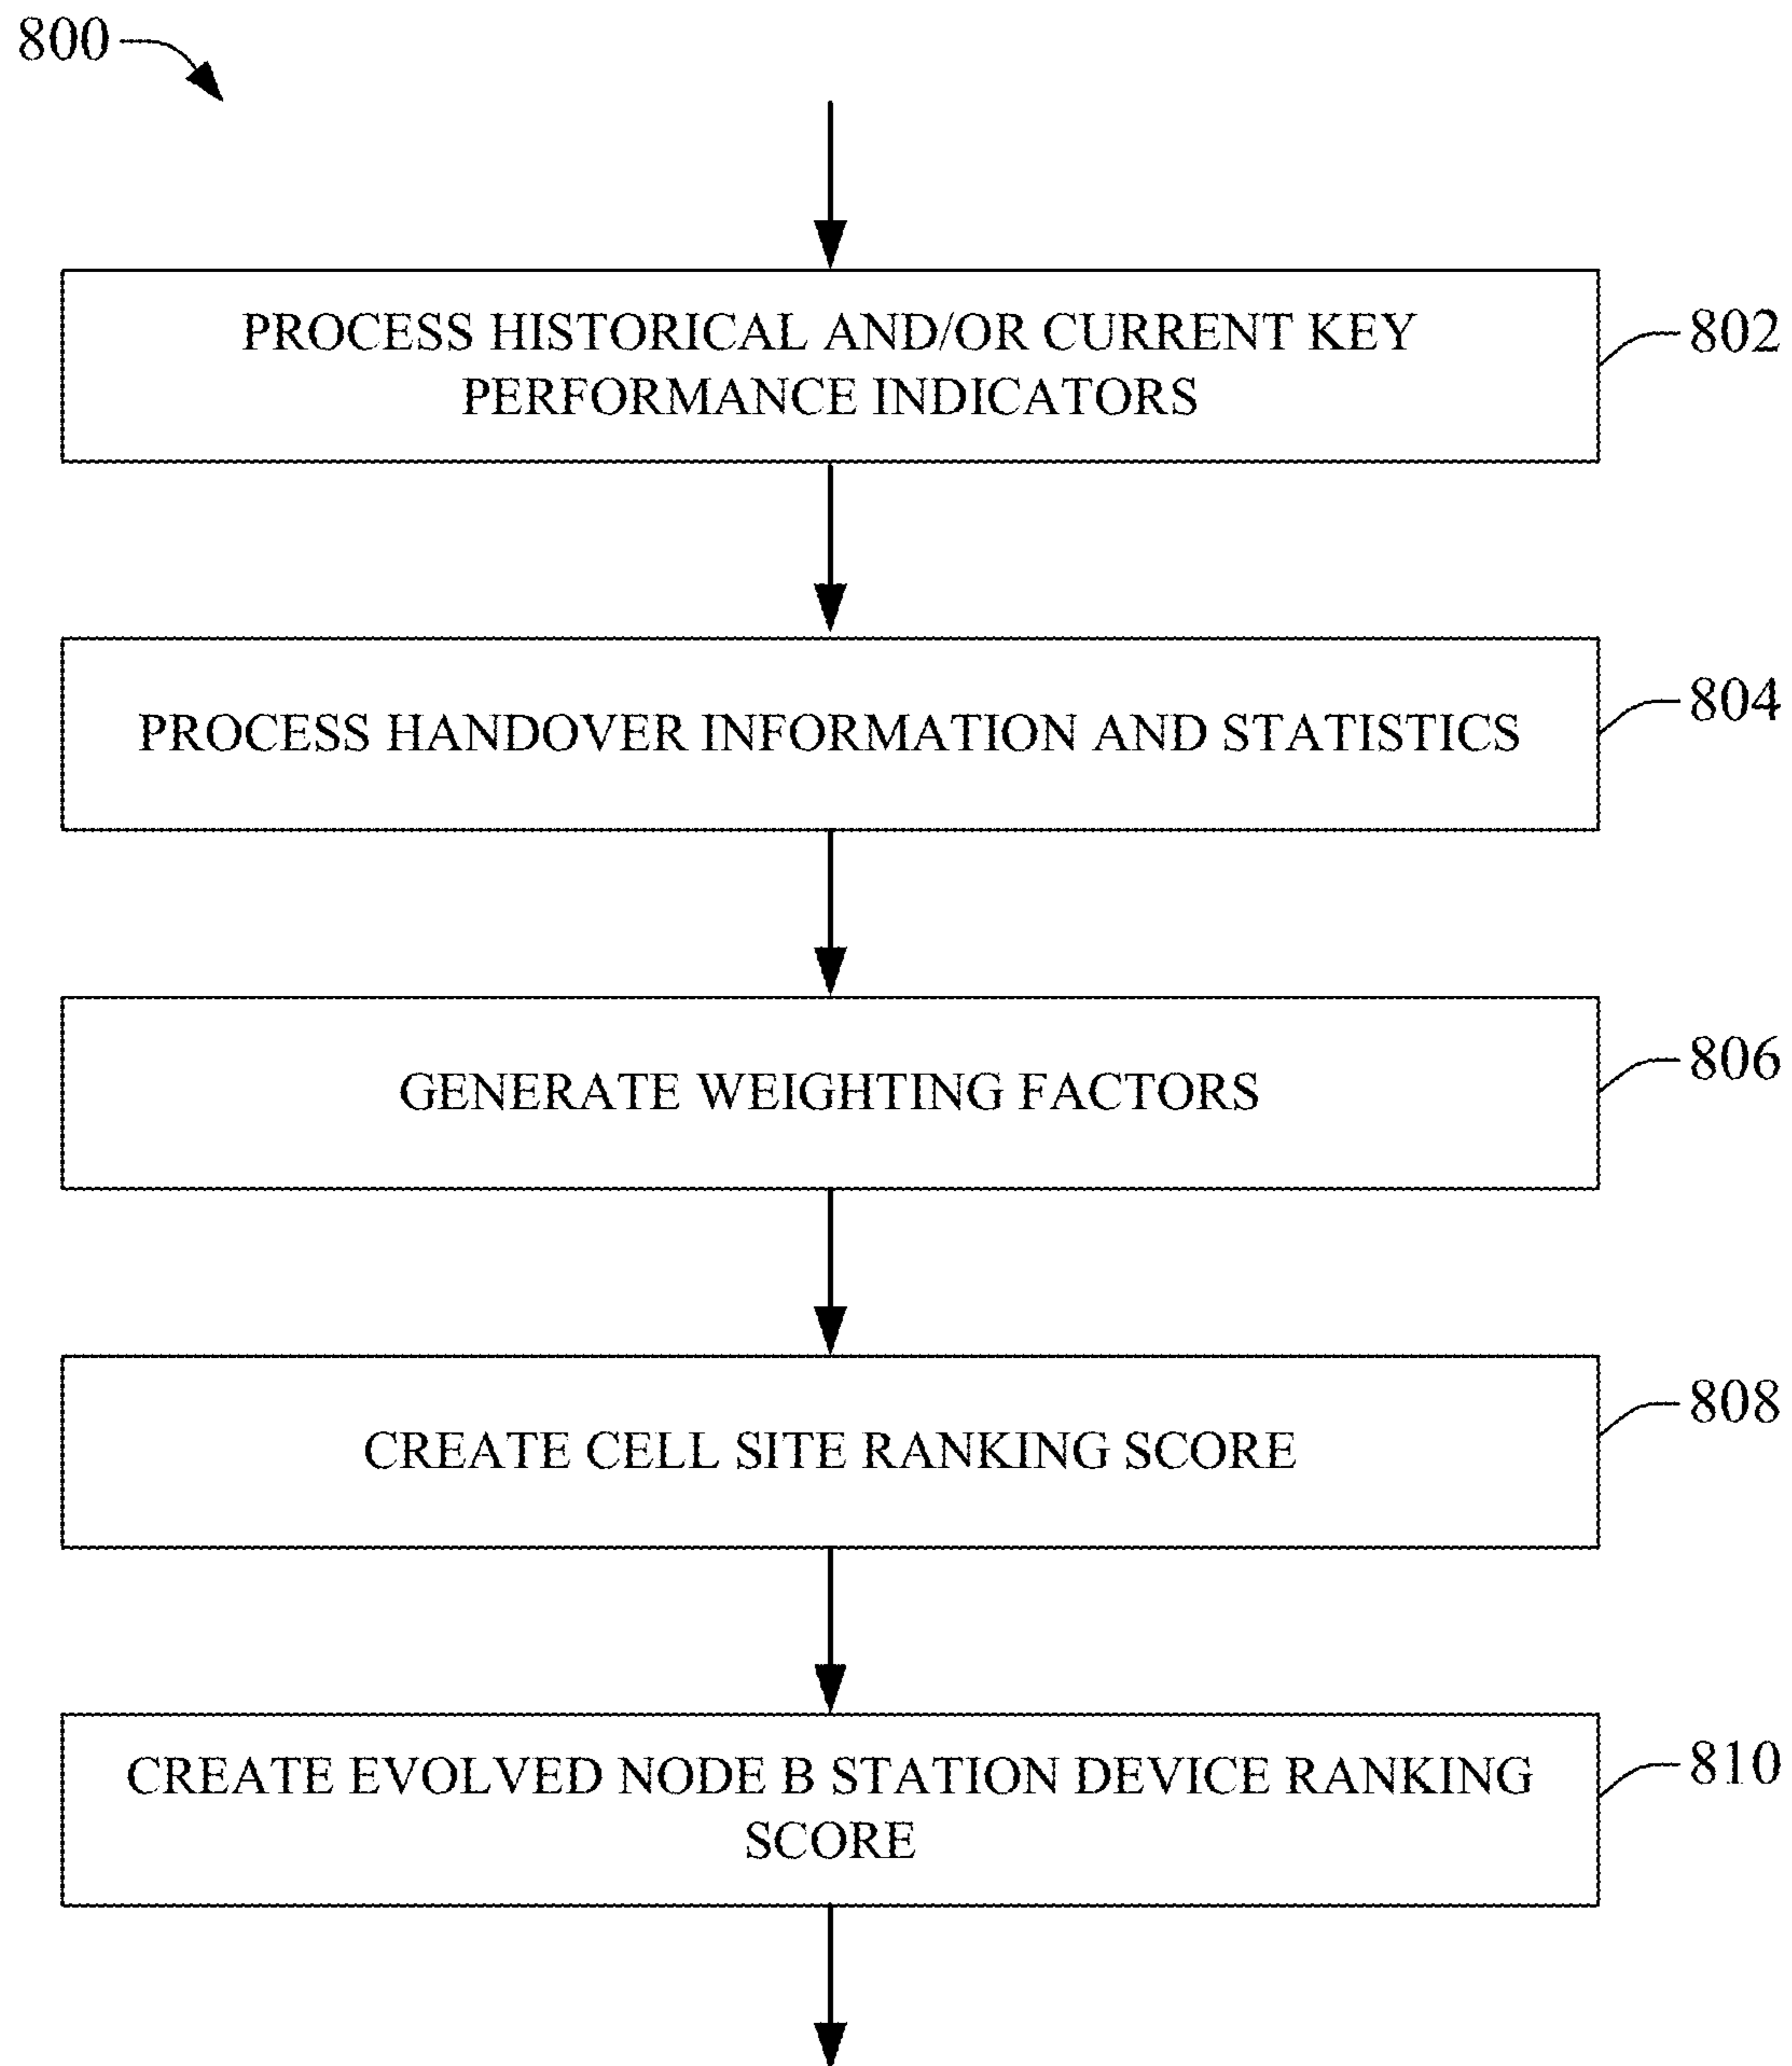 800
PROCESS HISTORICAL AND/OR CURRENT KEY
PERFORMANCE INDICATORS
802
PROCESS HANDOVER INFORMATION AND STATISTICS
804
GENERATE WEIGHTING FACTORS
806
CREATE CELL SITE RANKING SCORE
808
CREATE EVOLVED NODE B STATION DEVICE RANKING
SCORE
810